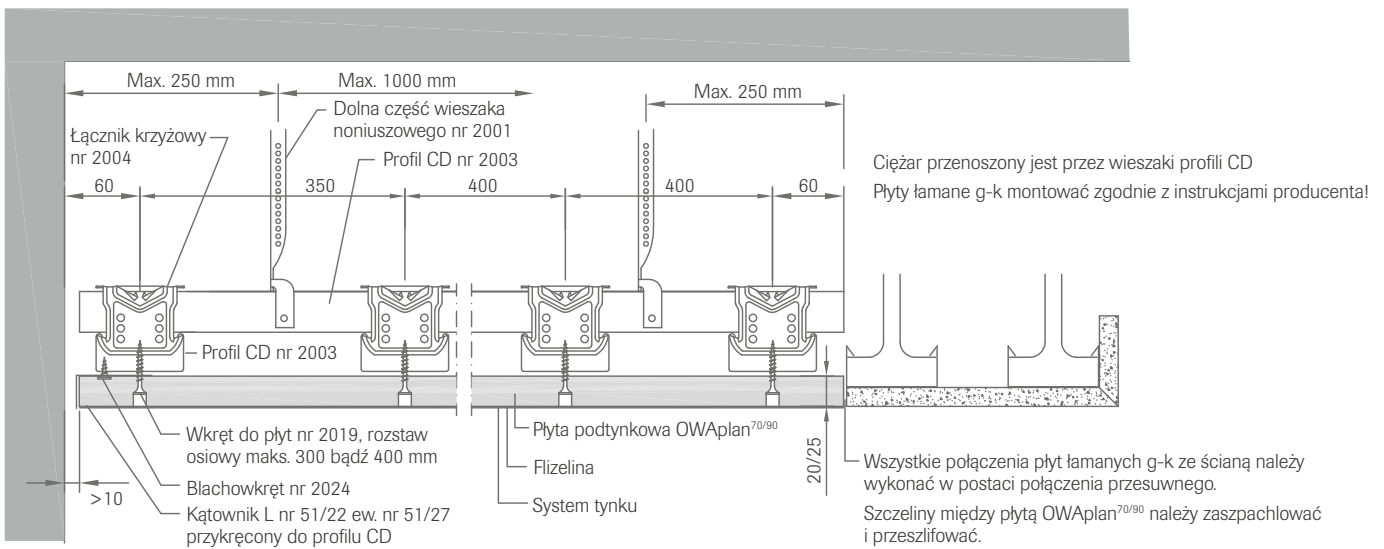 Max. 250 mm
Max. 1000 mm
Max. 250 mm
Dolna część wieszaka
noniuszowego nr 2001
Łącznik krzyżowy
nr 2004
Profil CD nr 2003
60
350
400
400
60
Ciężar przenoszony jest przez wieszaki profili CD
Płyty łamane g-k montować zgodnie z instrukcjami producenta!
Profil CD nr 2003
Wkręt do płyt nr 2019, rozstaw
osiowy maks. 300 bądź 400 mm
Blachowkręt nr 2024
>10
Kątownik L nr 51/22 ew. nr 51/27
przykręcony do profilu CD
Płyta podtynkowa OWAplan70/90
Flizelina
System tynku
20/25
Wszystkie połączenia płyt łamanych g-k ze ścianą należy
wykonać w postaci połączenia przesuwnego.
Szczeliny między płytą OWAplan70/90 należy zaszpachlować
i przeszlifować.